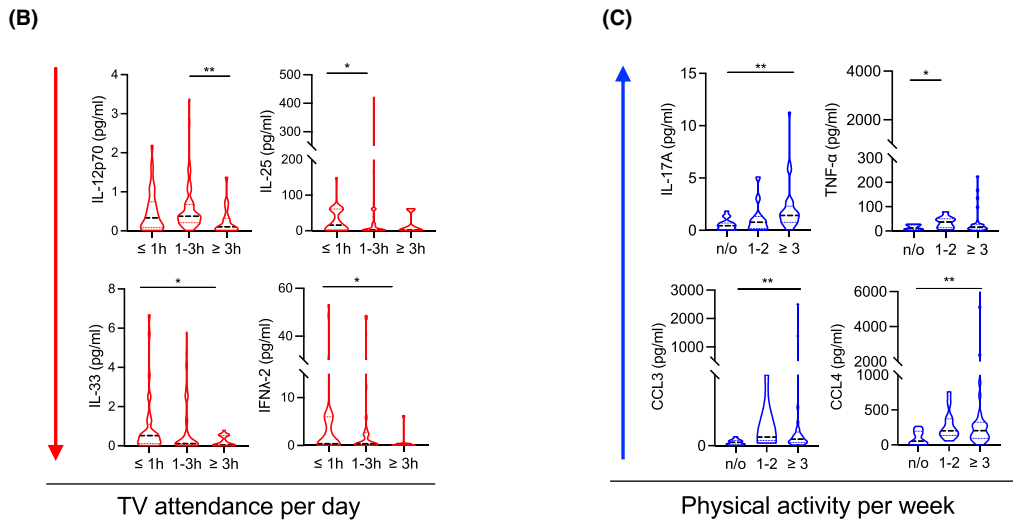 (B)
IL-12p70 (pg/ml)
4
3
2
1
0
**
≤ 1h 1-3h ≥ 3h
IL-25 (pg/ml)
500
400
300
200
100
0
*
≤ 1h 1-3h ≥ 3h
IL-33 (pg/ml)
8
6
4
2
0
*
≤ 1h 1-3h ≥ 3h
IFNλ-2 (pg/ml)
60
40
20
10
0
*
≤ 1h 1-3h ≥ 3h
TV attendance per day
(C)
IL-17A (pg/ml)
15
10
5
0
**
n/o 1-2 ≥ 3
TNF-α (pg/ml)
4000
2000
300
200
100
0
*
n/o 1-2 ≥ 3
CCL3 (pg/ml)
3000
2000
1000
0
**
n/o 1-2 ≥ 3
CCL4 (pg/ml)
6000
4000
2000
1000
500
0
**
n/o 1-2 ≥ 3
Physical activity per week